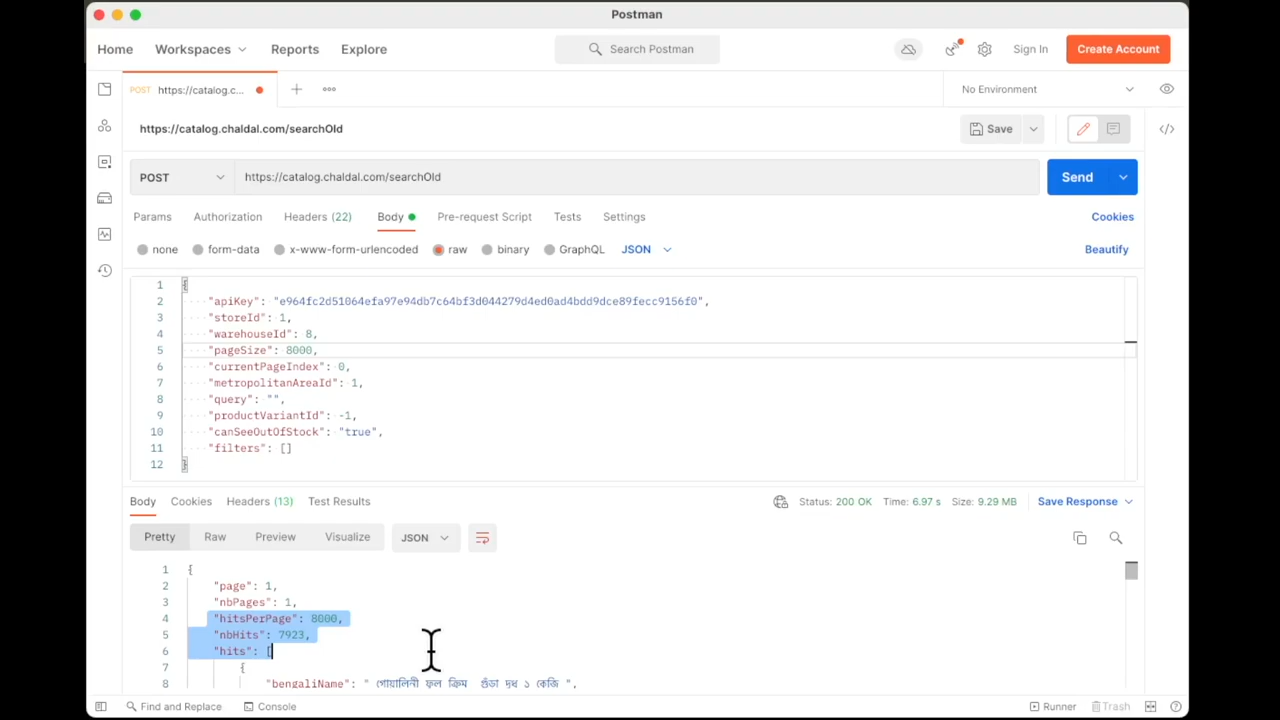 Postman
Home Workspaces Reports Explore Search Postman Sign In Create Account
POST https://catalog.c... No Environment
https://catalog.chaldal.com/searchOld Save
POST https://catalog.chaldal.com/searchOld Send
Params Authorization Headers (22) Body Pre-request Script Tests Settings Cookies
none form-data x-www-form-urlencoded raw binary GraphQL JSON Beautify
1 {
2 "apiKey": "e964fc2d51064efa97e94db7c64bf3d044279d4ed0ad4bdd9dce89fecc9156f0",
3 "storeId": 1,
4 "warehouseId": 8,
5 "pageSize": 8000,
6 "currentPageIndex": 0,
7 "metropolitanAreaId": 1,
8 "query": "",
9 "productVariantId": -1,
10 "canSeeOutOfStock": "true",
11 "filters": []
12 }
Body Cookies Headers (13) Test Results Status: 200 OK Time: 6.97 s Size: 9.29 MB Save Response
Pretty Raw Preview Visualize JSON
1 {
2 "page": 1,
3 "nbPages": 1,
4 "hitsPerPage": 8000,
5 "nbHits": 7923,
6 "hits": [
7 {
8 "bengaliName": " গোয়ালিনী ফুল ক্রিম গুঁড়া দুধ ১ কেজি ",
Find and Replace Console Runner Trash